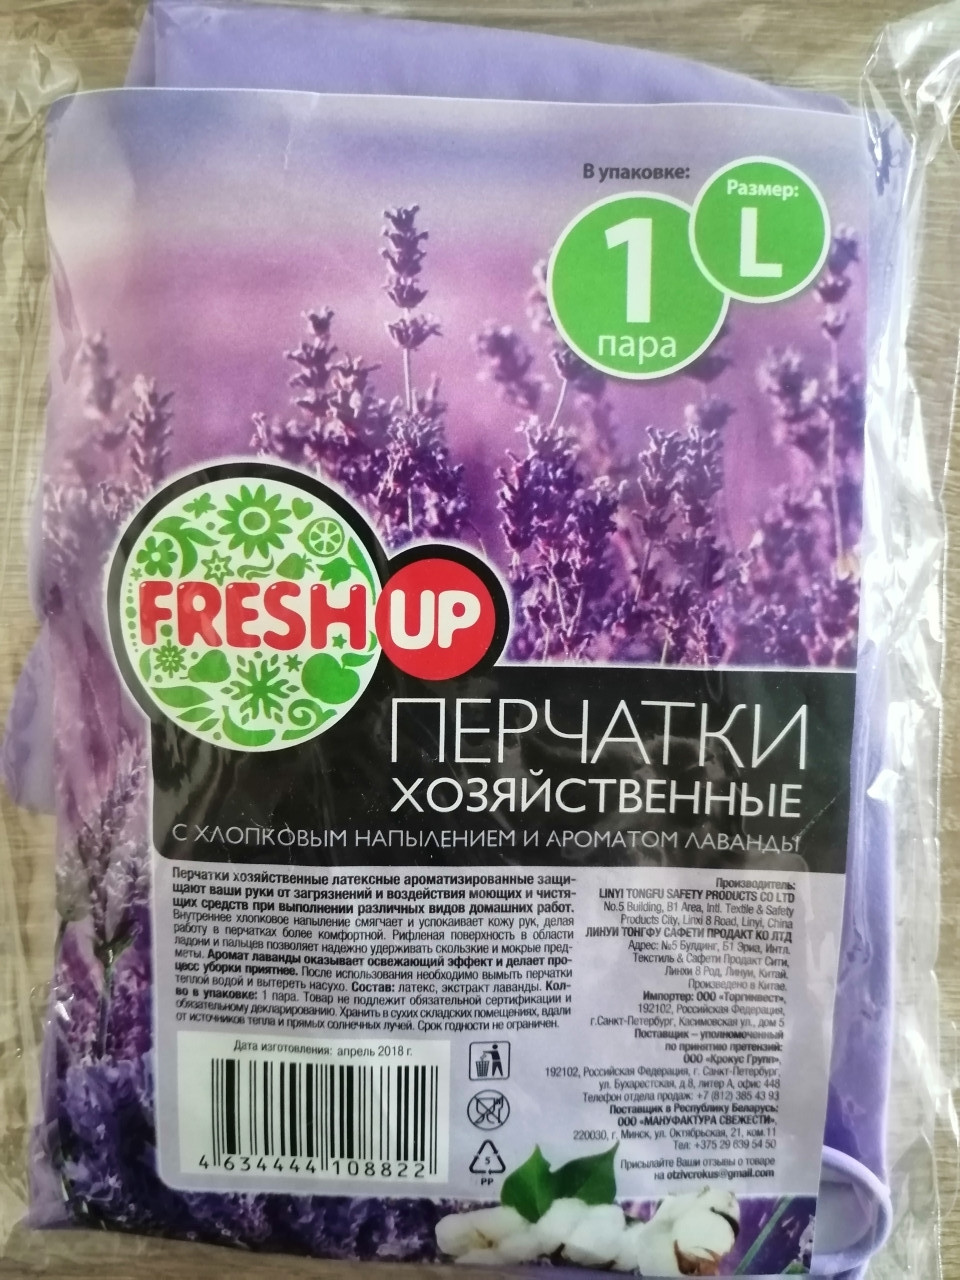 В упаковке:
1
пара
Размер:
L
FRESH UP
ПЕРЧАТКИ
ХОЗЯЙСТВЕННЫЕ
С ХЛОПКОВЫМ НАПЫЛЕНИЕМ И АРОМАТОМ ЛАВАНДЫ
Перчатки хозяйственные латексные ароматизированные защи-
щают ваши руки от загрязнений и воздействия моющих и чистя-
щих средств при выполнении различных видов домашних работ.
Внутреннее хлопковое напыление смягчает и успокаивает кожу рук, делая
работу в перчатках более комфортной. Рифленая поверхность в области
ладони и пальцев позволяет надежно удерживать скользкие и мокрые пред-
меты. Аромат лаванды оказывает освежающий эффект и делает про-
цесс уборки приятнее. После использования необходимо вымыть перчатки
теплой водой и вытереть насухо. Состав: латекс, экстракт лаванды. Кол-
во в упаковке: 1 пара. Товар не подлежит обязательной сертификации и
обязательному декларированию. Хранить в сухих складских помещениях, вдали
от источников тепла и прямых солнечных лучей. Срок годности не ограничен.
Дата изготовления: апрель 2018 г.
4 634444 108822
5
PP
Производитель:
LINYI TONGFU SAFETY PRODUCTS CO LTD
No.5 Building, B1 Area, Intl. Textile & Safety
Products City, Linxi 8 Road, Linyi, China
ЛИНУИ ТОНГФУ САФЕТИ ПРОДАКТ КО ЛТД
Адрес: №5 Булдинг, Б1 Эриа, Интл.
Текстиль & Сафети Продакт Сити,
Линхи 8 Род, Линуи, Китай.
Произведено в Китае.
Импортер: ООО «Торгинвест»,
192102, Российская Федерация,
г.Санкт-Петербург, Касимовская ул., дом 5
Поставщик – уполномоченный
по принятию претензий:
ООО «Крокус Групп»,
192102, Российская Федерация, г. Санкт-Петербург,
ул. Бухарестская, д.8, литер А, офис 448
Телефон отдела продаж: +7 (812) 385 43 93
Поставщик в Республику Беларусь:
ООО «МАНУФАКТУРА СВЕЖЕСТИ»,
220030, г. Минск, ул. Октябрьская, 21, ком.11
Тел: +375 29 639 54 50
Присылайте Ваши отзывы о товаре
на otzivcrokus@gmail.com